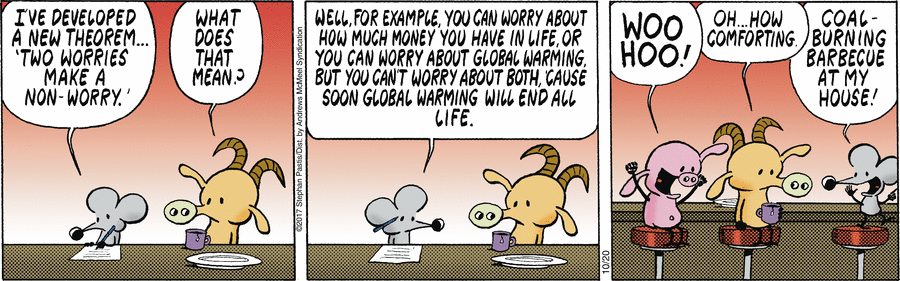 I'VE DEVELOPED
A NEW THEOREM...
'TWO WORRIES
MAKE A
NON-WORRY.'
WHAT
DOES
THAT
MEAN?
©2017 Stephan Pastis/Dist. by Andrews McMeel Syndication
WELL, FOR EXAMPLE, YOU CAN WORRY ABOUT
HOW MUCH MONEY YOU HAVE IN LIFE, OR
YOU CAN WORRY ABOUT GLOBAL WARMING,
BUT YOU CAN'T WORRY ABOUT BOTH, 'CAUSE
SOON GLOBAL WARMING WILL END ALL
LIFE.
10/20
WOO
HOO!
OH...HOW
COMFORTING.
COAL-
BURNING
BARBECUE
AT MY
HOUSE!